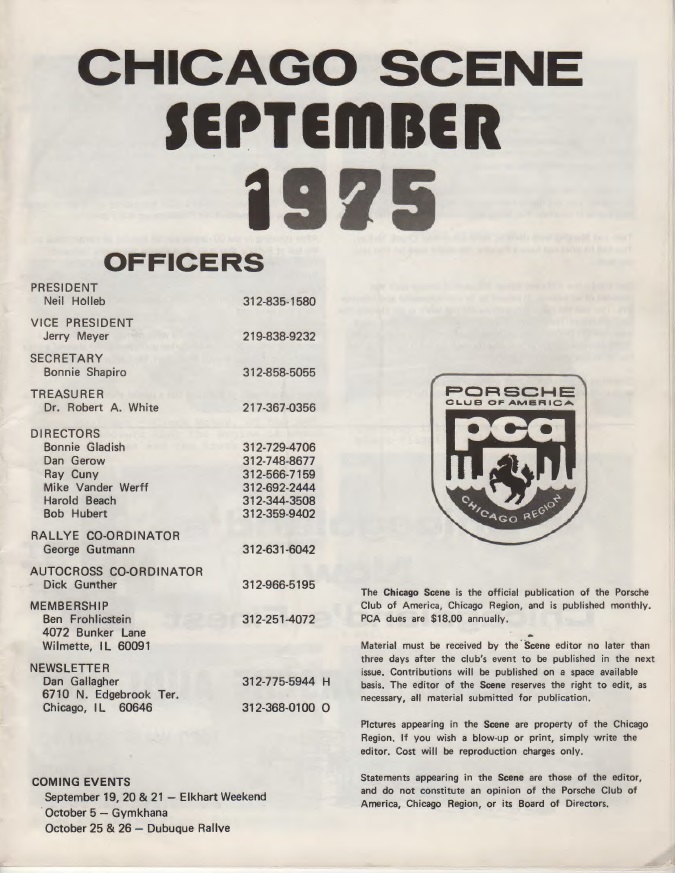 CHICAGO SCENE
SEPTEMBER
1975
OFFICERS
PRESIDENT
Neil Holleb 312-835-1580
VICE PRESIDENT
Jerry Meyer 219-838-9232
SECRETARY
Bonnie Shapiro 312-858-5055
TREASURER
Dr. Robert A. White 217-367-0356
DIRECTORS
Bonnie Gladish 312-729-4706
Dan Gerow 312-748-8677
Ray Cuny 312-566-7159
Mike Vander Werff 312-692-2444
Harold Beach 312-344-3508
Bob Hubert 312-359-9402
RALLYE CO-ORDINATOR
George Gutmann 312-631-6042
AUTOCROSS CO-ORDINATOR
Dick Gunther 312-966-5195
MEMBERSHIP
Ben Frohlicstein 312-251-4072
4072 Bunker Lane
Wilmette, IL 60091
NEWSLETTER
Dan Gallagher 312-775-5944 H
6710 N. Edgebrook Ter.
Chicago, IL 60646 312-368-0100 O
COMING EVENTS
September 19, 20 & 21 — Elkhart Weekend
October 5 — Gymkhana
October 25 & 26 — Dubuque Rallve
PORSCHE
CLUB OF AMERICA
pca
CHICAGO REGION
The Chicago Scene is the official publication of the Porsche
Club of America, Chicago Region, and is published monthly.
PCA dues are $18.00 annually.
Material must be received by the Scene editor no later than
three days after the club's event to be published in the next
issue. Contributions will be published on a space available
basis. The editor of the Scene reserves the right to edit, as
necessary, all material submitted for publication.
Pictures appearing in the Scene are property of the Chicago
Region. If you wish a blow-up or print, simply write the
editor. Cost will be reproduction charges only.
Statements appearing in the Scene are those of the editor,
and do not constitute an opinion of the Porsche Club of
America, Chicago Region, or its Board of Directors.